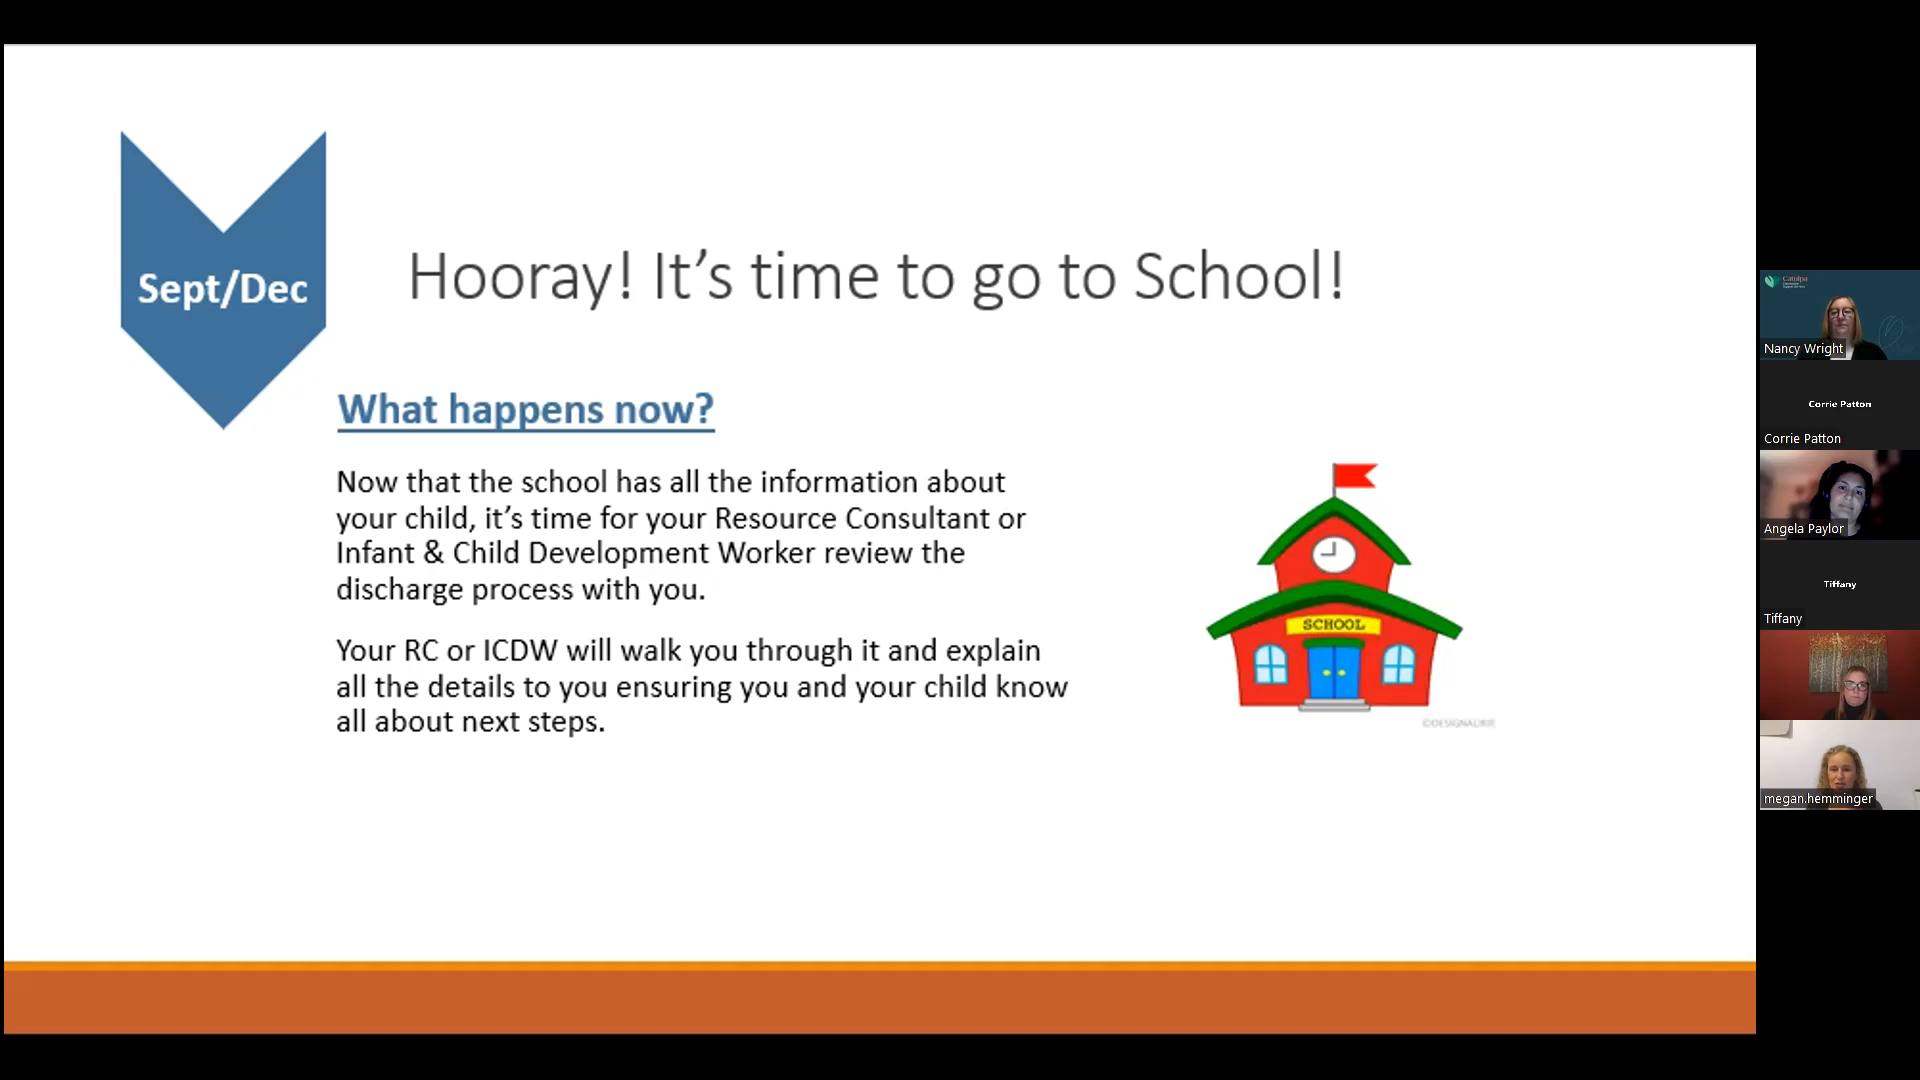 Sept/Dec
Hooray! It’s time to go to School!
What happens now?
Now that the school has all the information about
your child, it’s time for your Resource Consultant or
Infant & Child Development Worker review the
discharge process with you.
Your RC or ICDW will walk you through it and explain
all the details to you ensuring you and your child know
all about next steps.
SCHOOL
©DESIGNALIKIE
Catulpa
Nancy Wright
Corrie Patton
Corrie Patton
Angela Paylor
Tiffany
Tiffany
megan.hemminger